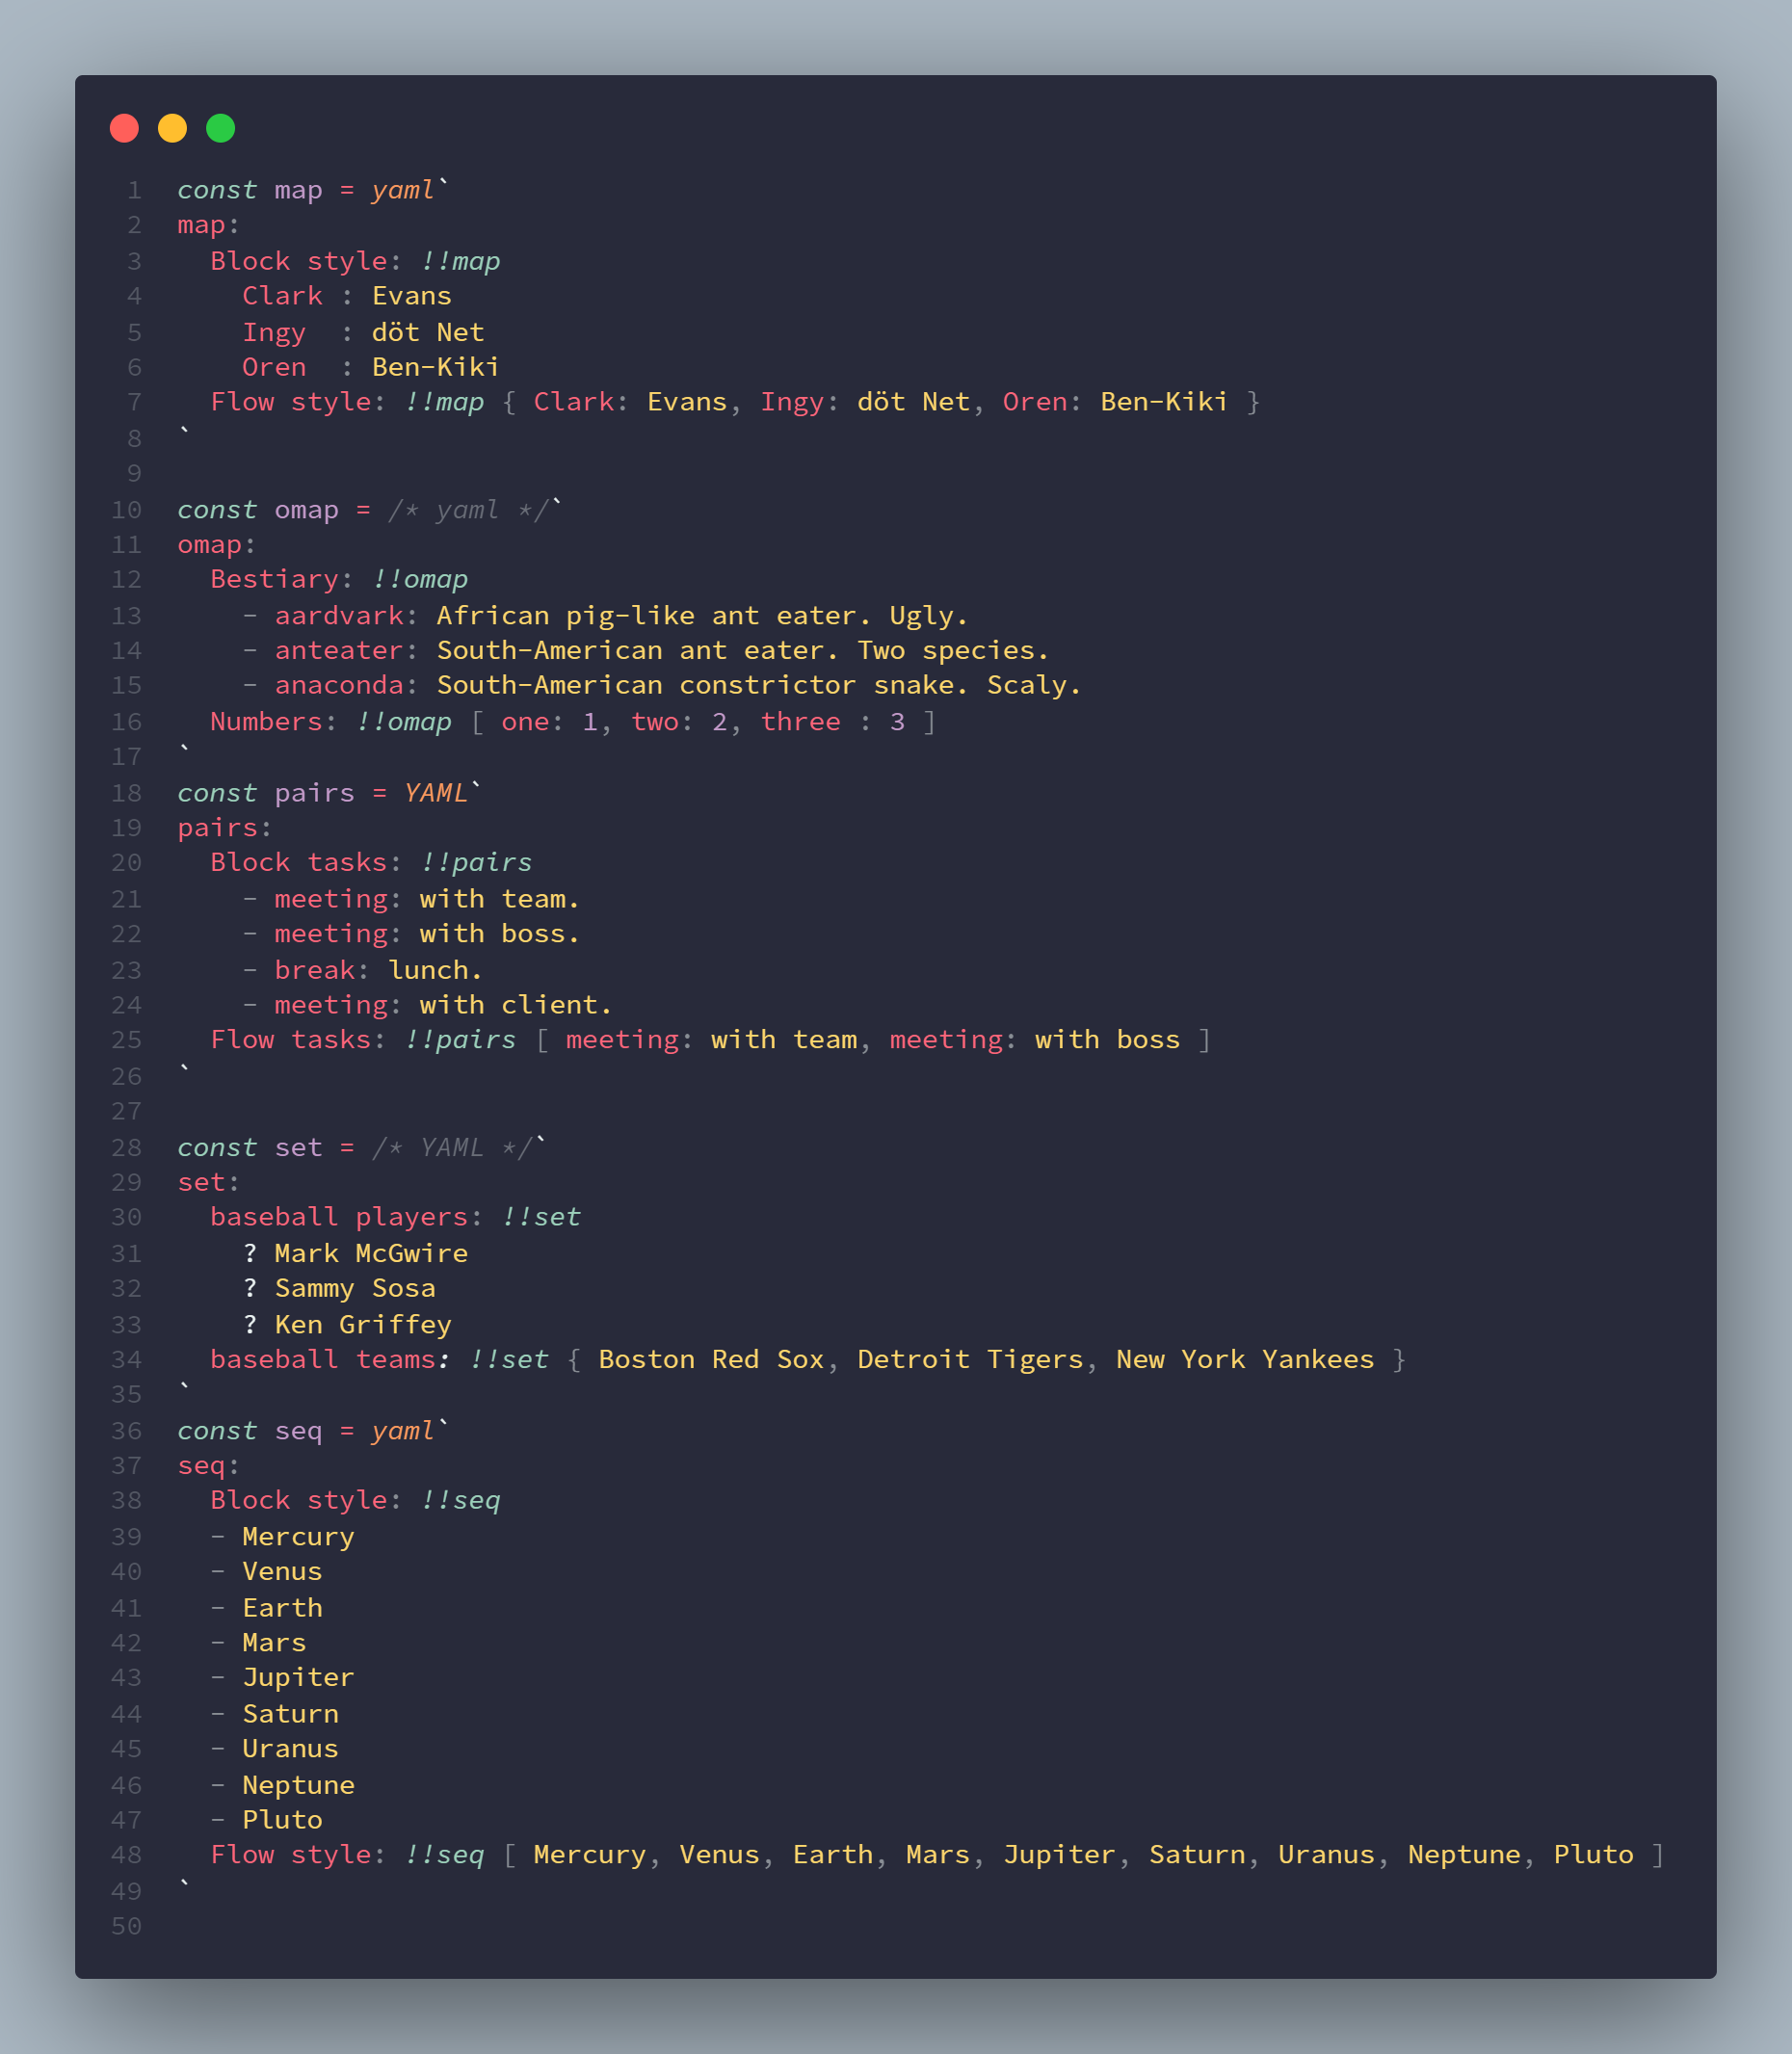 1 const map = yaml`
2 map:
3   Block style: !!map
4     Clark : Evans
5     Ingy  : döt Net
6     Oren  : Ben-Kiki
7   Flow style: !!map { Clark: Evans, Ingy: döt Net, Oren: Ben-Kiki }
8 `
9
10 const omap = /* yaml */`
11 omap:
12   Bestiary: !!omap
13     - aardvark: African pig-like ant eater. Ugly.
14     - anteater: South-American ant eater. Two species.
15     - anaconda: South-American constrictor snake. Scaly.
16   Numbers: !!omap [ one: 1, two: 2, three : 3 ]
17 `
18 const pairs = YAML`
19 pairs:
20   Block tasks: !!pairs
21     - meeting: with team.
22     - meeting: with boss.
23     - break: lunch.
24     - meeting: with client.
25   Flow tasks: !!pairs [ meeting: with team, meeting: with boss ]
26 `
27
28 const set = /* YAML */`
29 set:
30   baseball players: !!set
31     ? Mark McGwire
32     ? Sammy Sosa
33     ? Ken Griffey
34   baseball teams: !!set { Boston Red Sox, Detroit Tigers, New York Yankees }
35 `
36 const seq = yaml`
37 seq:
38   Block style: !!seq
39   - Mercury
40   - Venus
41   - Earth
42   - Mars
43   - Jupiter
44   - Saturn
45   - Uranus
46   - Neptune
47   - Pluto
48   Flow style: !!seq [ Mercury, Venus, Earth, Mars, Jupiter, Saturn, Uranus, Neptune, Pluto ]
49 `
50